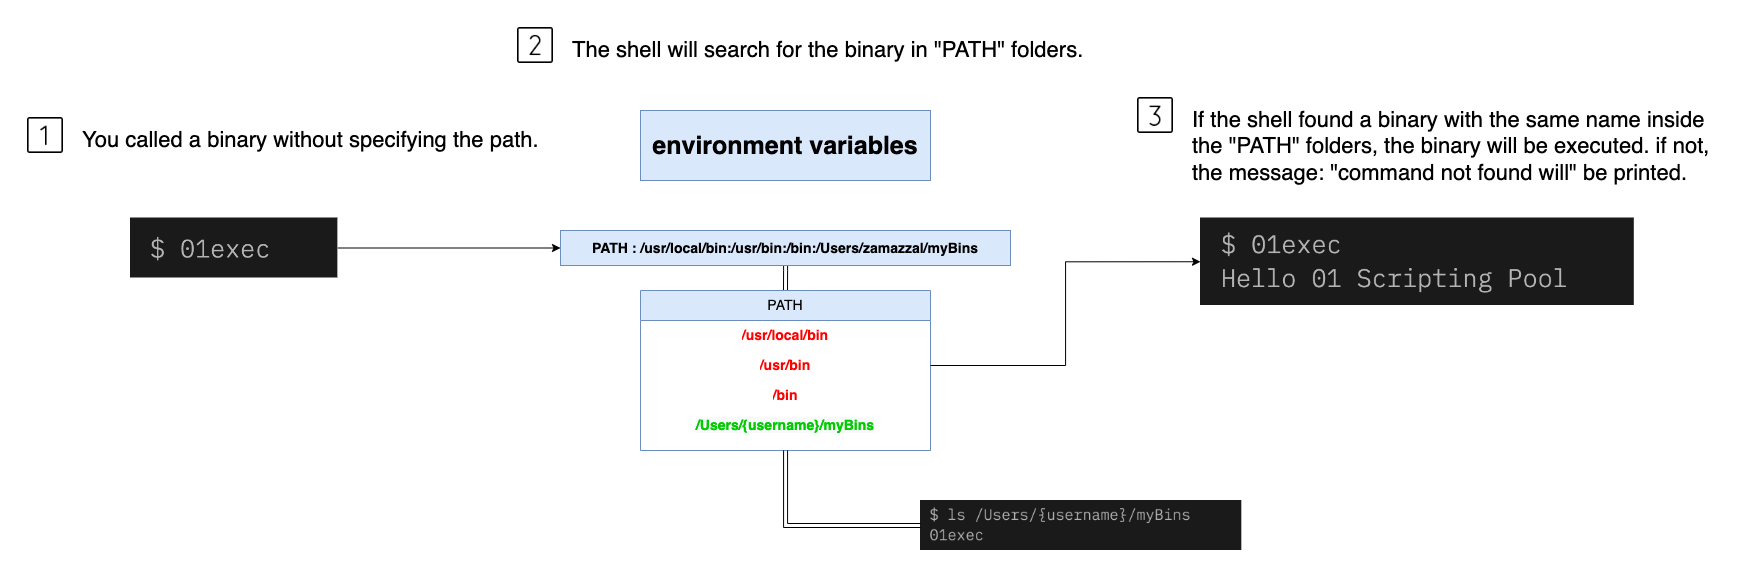 2
The shell will search for the binary in "PATH" folders.
1
You called a binary without specifying the path.
environment variables
3
If the shell found a binary with the same name inside
the "PATH" folders, the binary will be executed. if not,
the message: "command not found will" be printed.
$ 01exec
PATH : /usr/local/bin:/usr/bin:/bin:/Users/zamazzal/myBins
$ 01exec
Hello 01 Scripting Pool
PATH
/usr/local/bin
/usr/bin
/bin
/Users/{username}/myBins
$ ls /Users/{username}/myBins
01exec